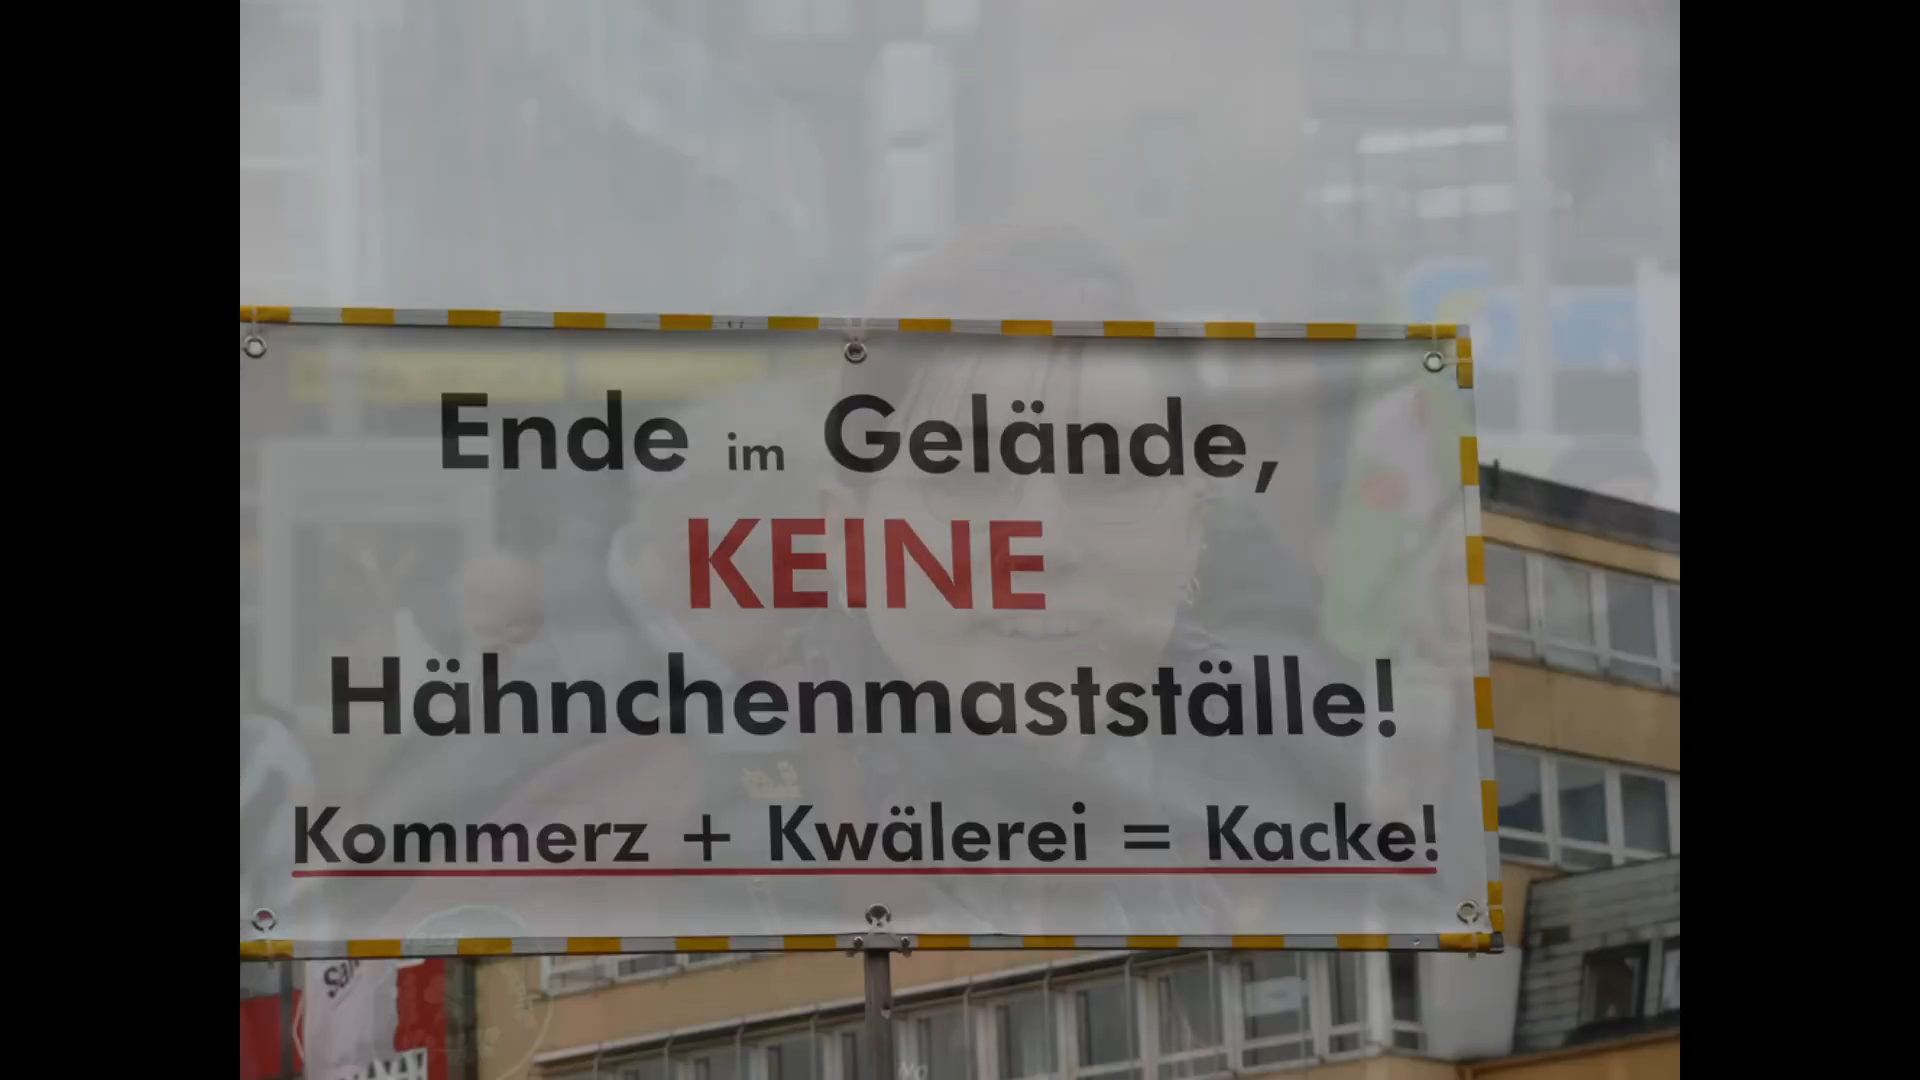 Ende im Gelände,
KEINE
Hähnchenmastställe!
Kommerz + Kwälerei = Kacke!